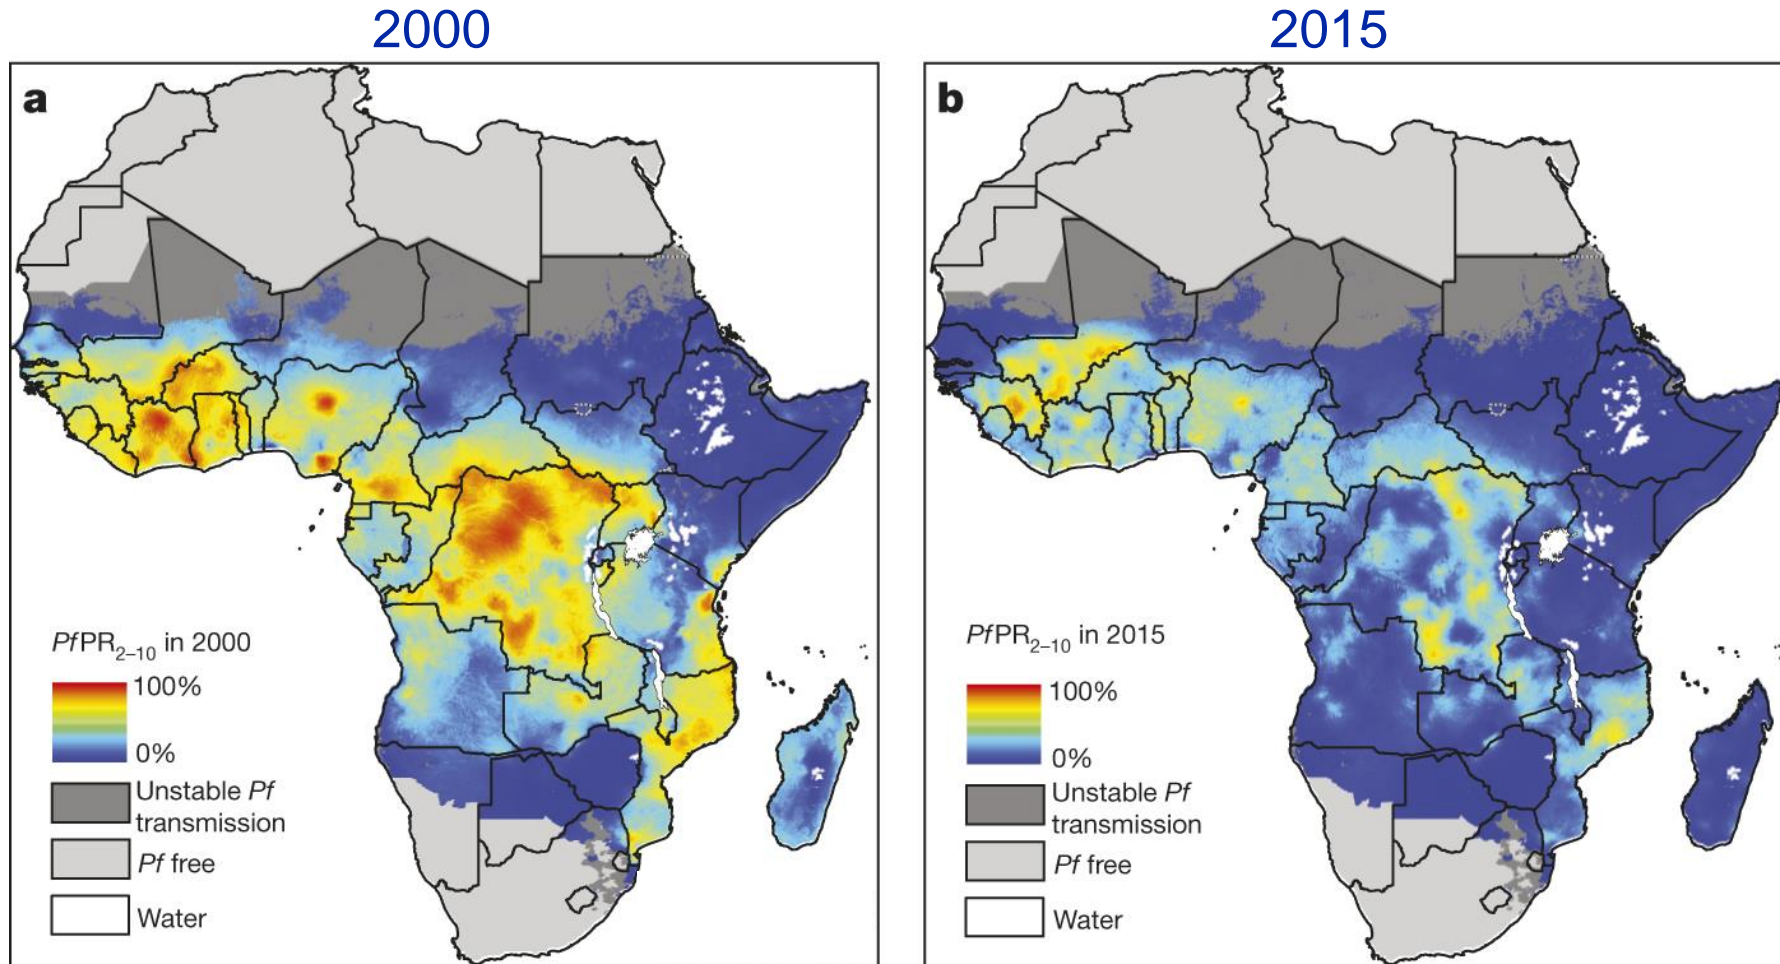 2000
2015
a
PfPR2–10 in 2000
100%
0%
Unstable Pf
transmission
Pf free
Water
b
PfPR2–10 in 2015
100%
0%
Unstable Pf
transmission
Pf free
Water